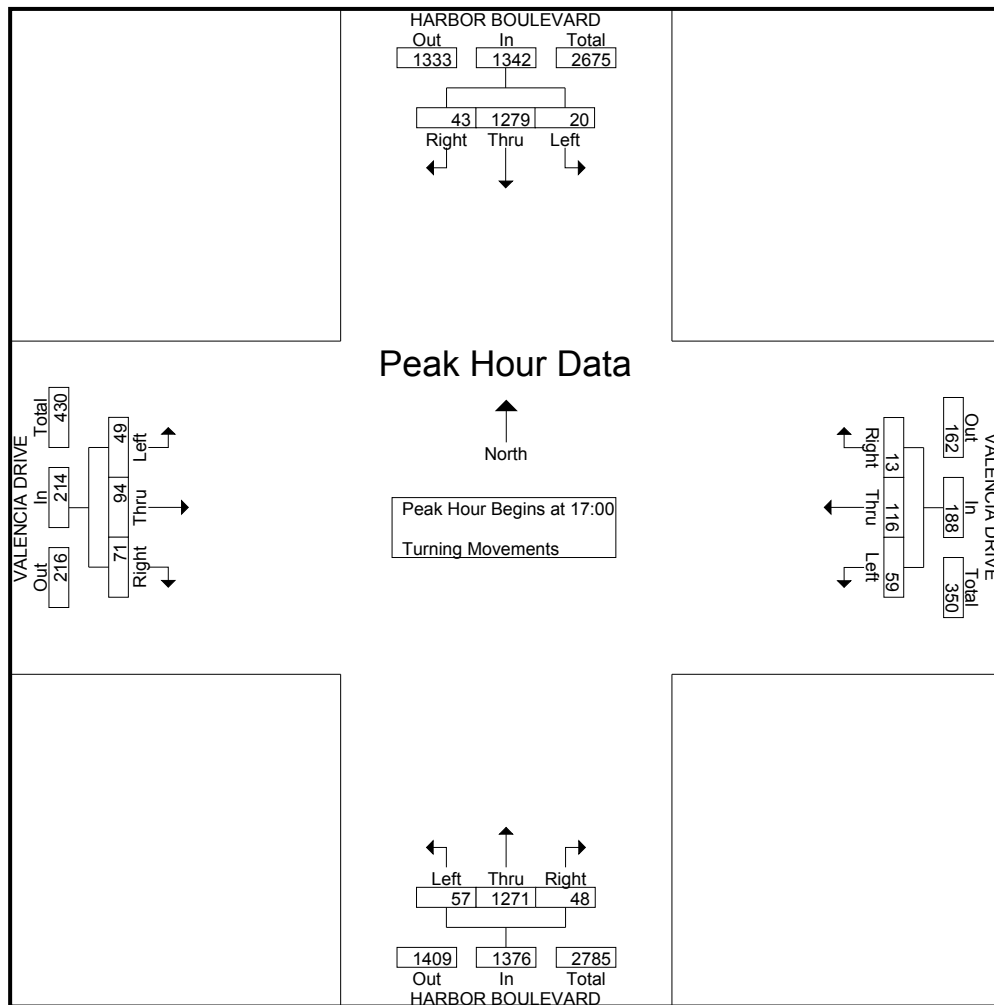 HARBOR BOULEVARD
Out In Total
1333 1342 2675
43 1279 20
Right Thru Left
Peak Hour Data
North
Peak Hour Begins at 17:00
Turning Movements
VALENCIA DRIVE
Out In Total
216 214 430
71 94 49
Right Thru Left
VALENCIA DRIVE
Out In Total
162 188 350
13 116 59
Right Thru Left
Left Thru Right
57 1271 48
1409 1376 2785
Out In Total
HARBOR BOULEVARD